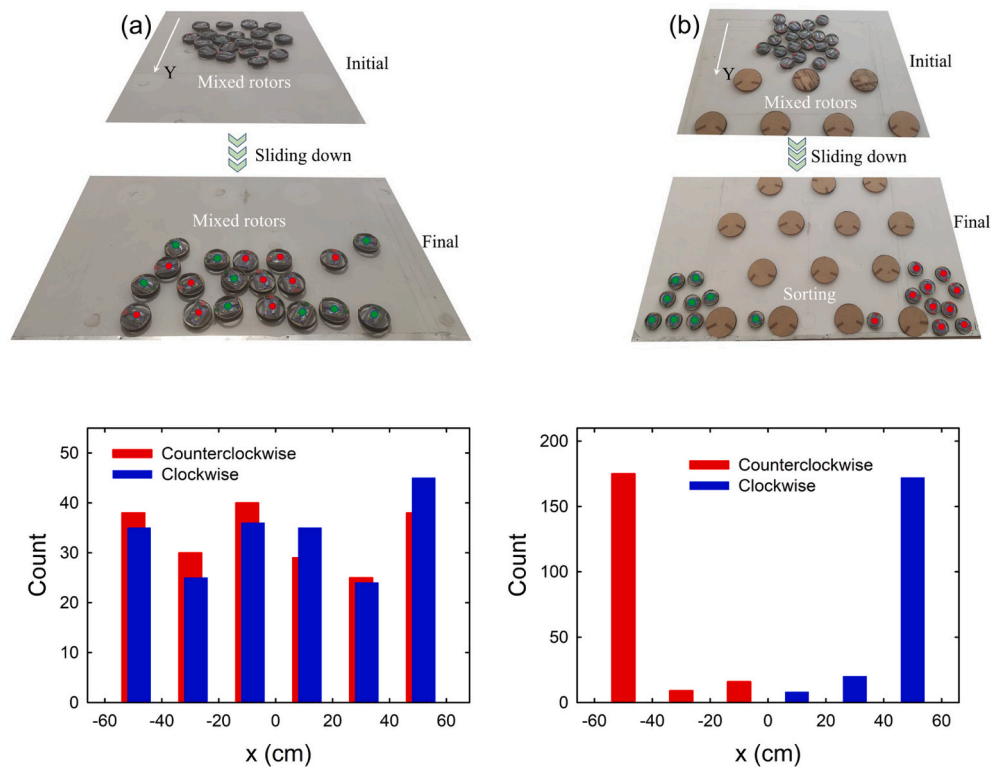 (a)
Initial
Y
Mixed rotors
Sliding down
Mixed rotors
Final
(b)
Initial
Y
Mixed rotors
Sliding down
Final
Sorting
50
40
30
20
10
0
Count
Counterclockwise
Clockwise
-60 -40 -20 0 20 40 60
x (cm)
200
150
100
50
0
Count
Counterclockwise
Clockwise
-60 -40 -20 0 20 40 60
x (cm)